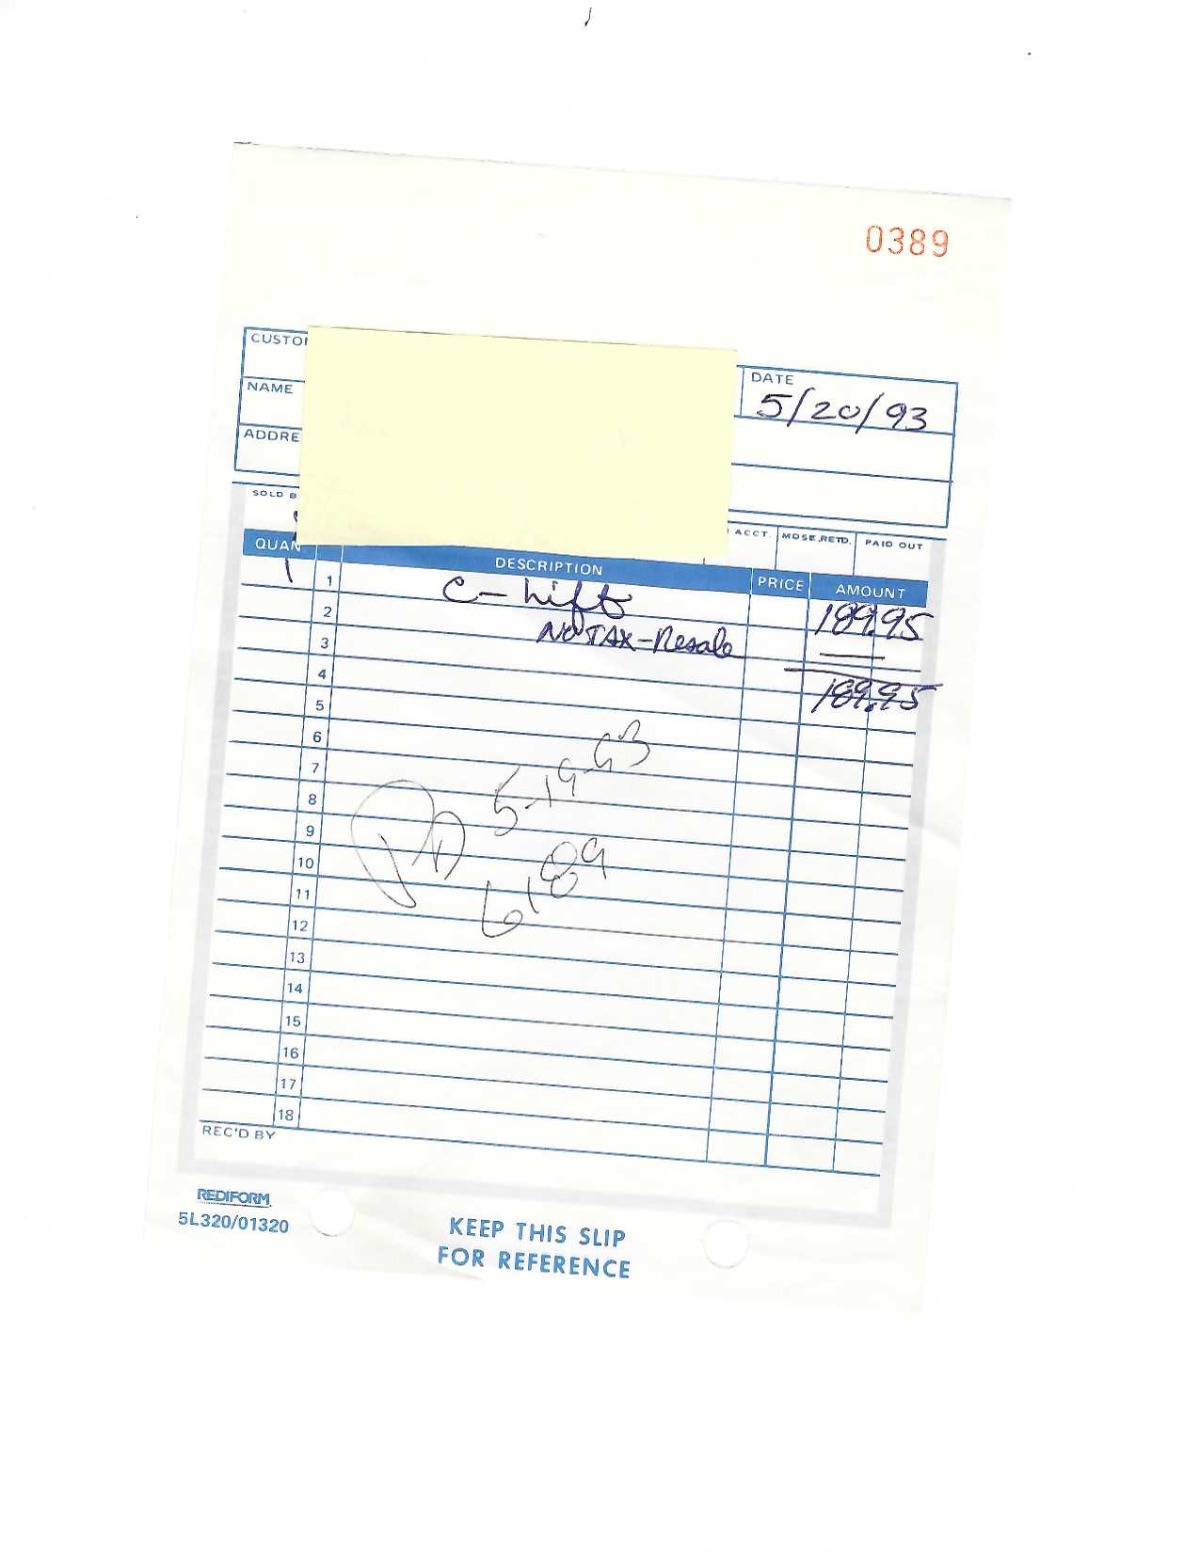 0389
CUSTO
DATE
5/20/93
NAME
ADDRE
SOLD B
ACCT. MDSE. RETD. PAID OUT
QUAN DESCRIPTION PRICE AMOUNT
1 1 C-Lift 189.95
2 No TAX-Resale
3
4 189.95
5
6
7
8
9
10
11
12
13
14
15
16
17
18
PD 5-19-93
6189
REC'D BY
REDIFORM
5L320/01320
KEEP THIS SLIP
FOR REFERENCE